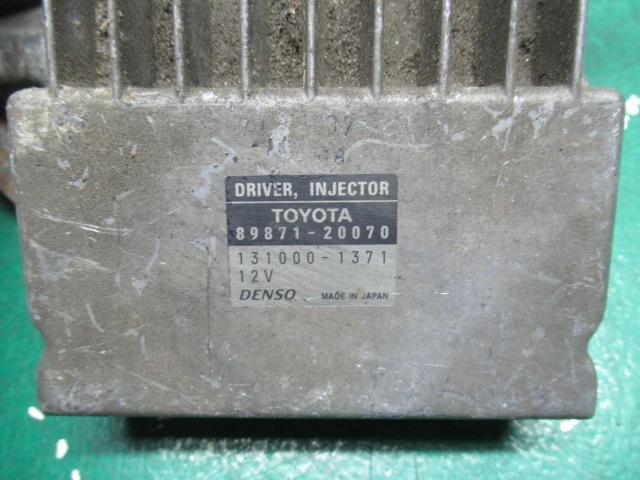 DRIVER, INJECTOR
TOYOTA
89871-20070
131000-1371
12V
DENSO MADE IN JAPAN